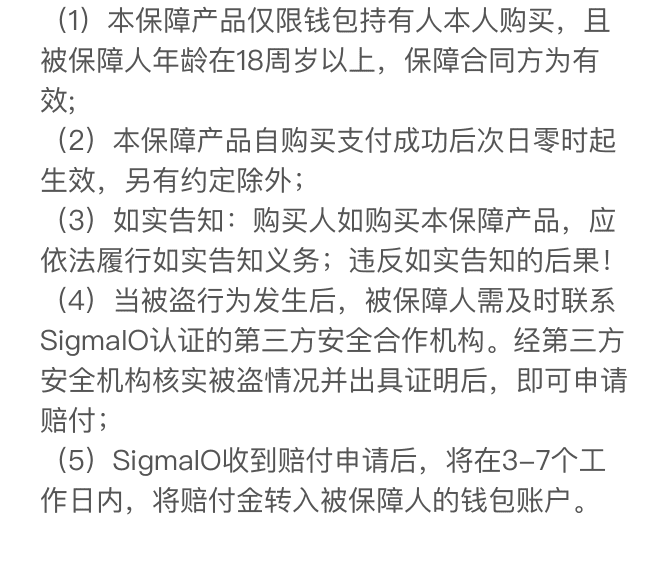 （1）本保障产品仅限钱包持有人本人购买，且
被保障人年龄在18周岁以上，保障合同方为有
效；
（2）本保障产品自购买支付成功后次日零时起
生效，另有约定除外；
（3）如实告知：购买人如购买本保障产品，应
依法履行如实告知义务；违反如实告知的后果！
（4）当被盗行为发生后，被保障人需及时联系
SigmaIO认证的第三方安全合作机构。经第三方
安全机构核实被盗情况并出具证明后，即可申请
赔付；
（5）SigmaIO收到赔付申请后，将在3–7个工
作日内，将赔付金转入被保障人的钱包账户。